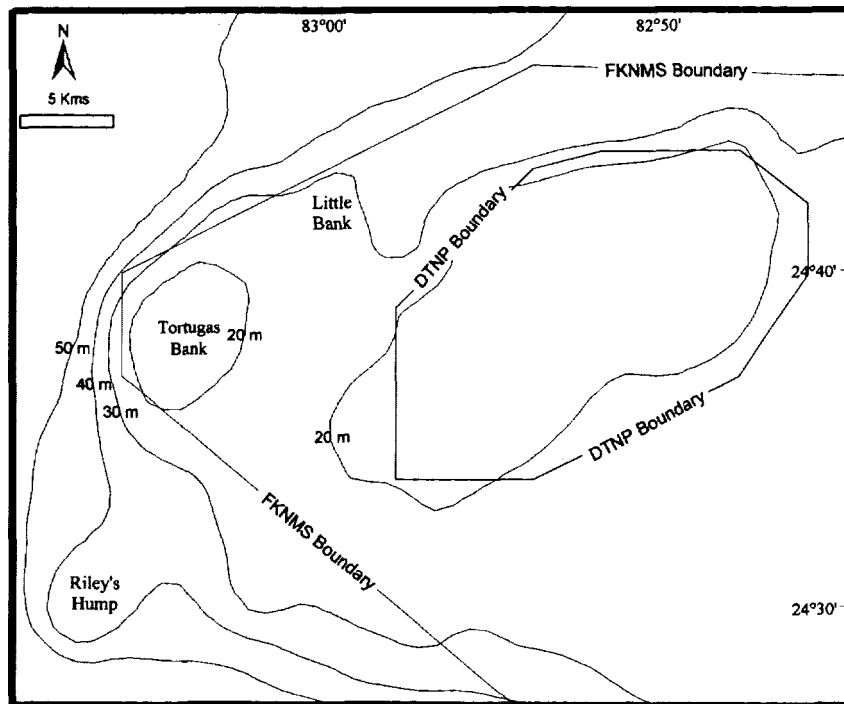 83°00'
82°50'
N
5 Kms
FKNMS Boundary
Little
Bank
DTNP Boundary
24°40'
Tortugas
Bank
20 m
50 m
40 m
30 m
20 m
DTNP Boundary
FKNMS Boundary
Riley's
Hump
24°30'